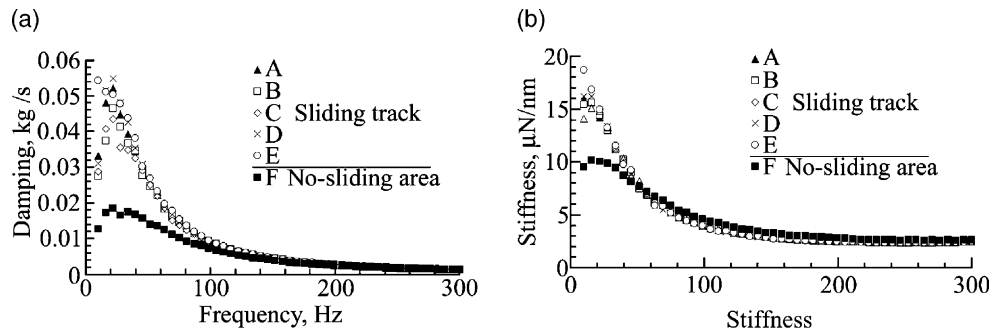 (a)
0.06
0.05
0.04
0.03
0.02
0.01
0
Damping, kg /s
0 100 200 300
Frequency, Hz
A
B
C Sliding track
D
E
F No-sliding area
(b)
20
15
10
5
0
Stiffness, µN/nm
0 100 200 300
Stiffness
A
B
C Sliding track
D
E
F No-sliding area